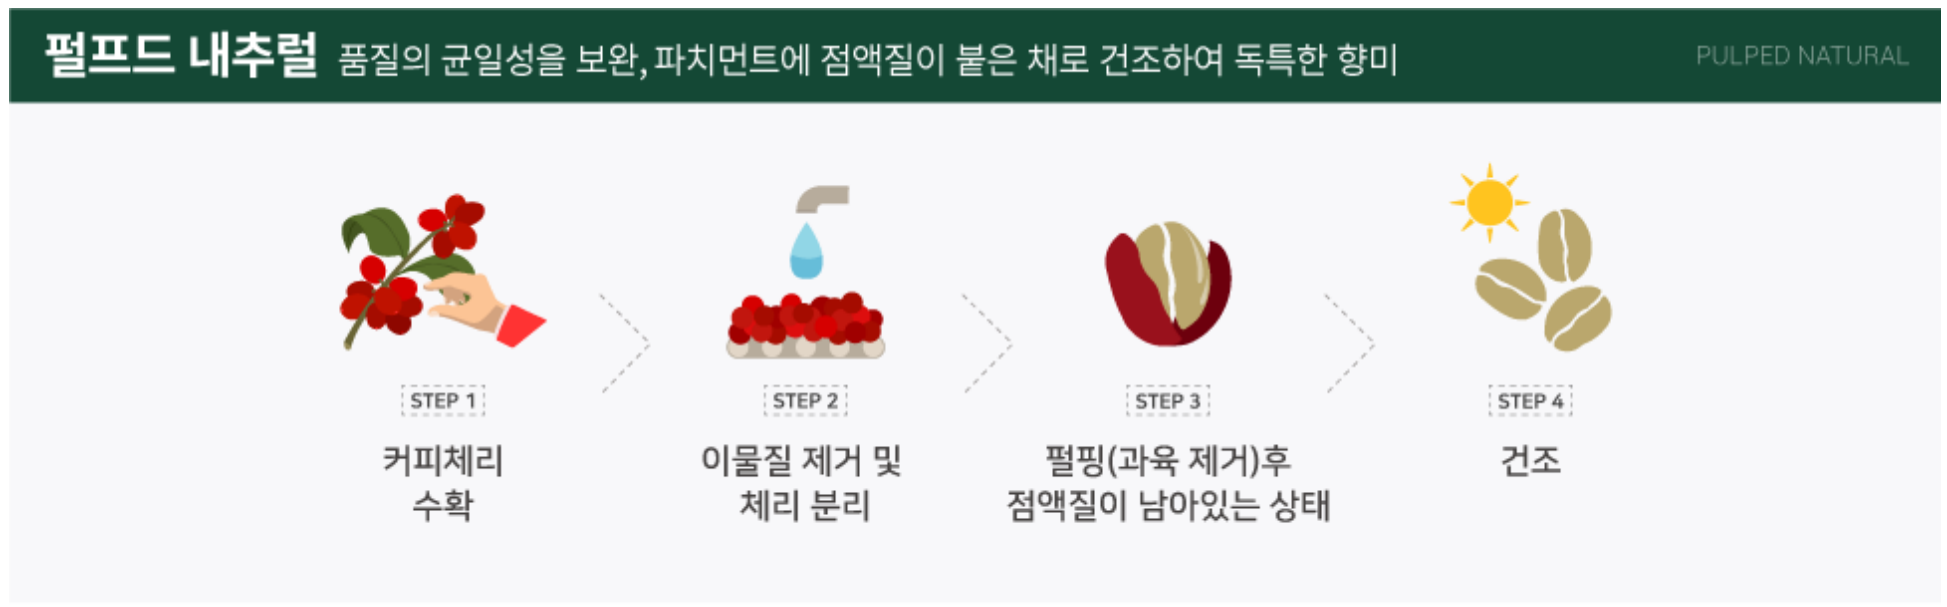 펄프드 내추럴 품질의 균일성을 보완, 파치먼트에 점액질이 붙은 채로 건조하여 독특한 향미 PULPED NATURAL
STEP 1
커피체리
수확
STEP 2
이물질 제거 및
체리 분리
STEP 3
펄핑(과육 제거)후
점액질이 남아있는 상태
STEP 4
건조